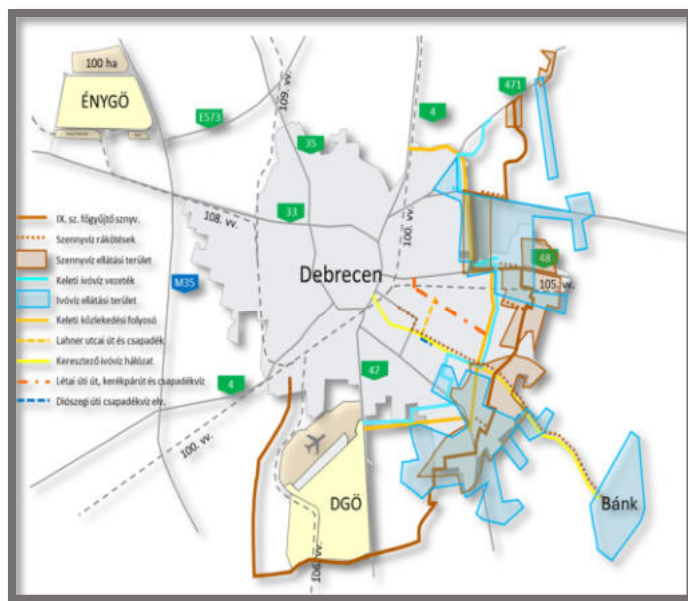 100 ha
ÉNYGÖ
E573
109. vv.
35
4
471
108. vv.
33
100. vv.
48
105. vv.
M35
Debrecen
IX. sz. főgyűjtő sznyv.
Szennyvíz rákötések
Szennyvíz ellátási terület
Keleti ivóvíz vezeték
Ivóvíz ellátási terület
Keleti közlekedési folyosó
Lahner utcai út és csapadék
Keresztező ivóvíz hálózat
Létai úti út, kerékpárút és csapadékvíz
Diószegi úti csapadékvíz elv.
4
47
100. vv.
DGÖ
Bánk
106. vv.